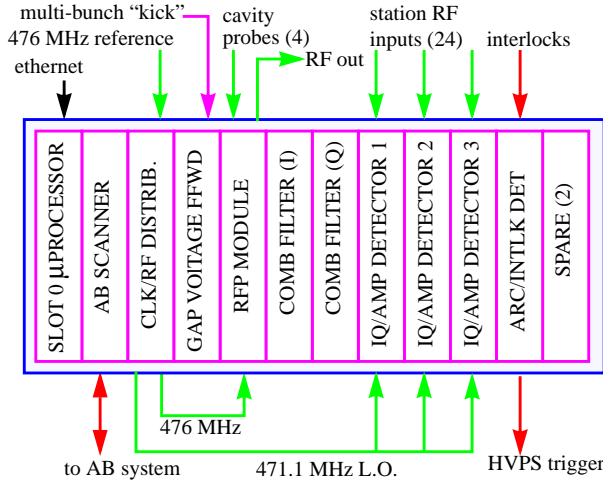 multi-bunch “kick”
476 MHz reference
ethernet
cavity
probes (4)
RF out
station RF
inputs (24)
interlocks
SLOT 0 µPROCESSOR
AB SCANNER
CLK/RF DISTRIB.
GAP VOLTAGE FFWD
RFP MODULE
COMB FILTER (I)
COMB FILTER (Q)
IQ/AMP DETECTOR 1
IQ/AMP DETECTOR 2
IQ/AMP DETECTOR 3
ARC/INTLK DET
SPARE (2)
476 MHz
to AB system
471.1 MHz L.O.
HVPS trigger